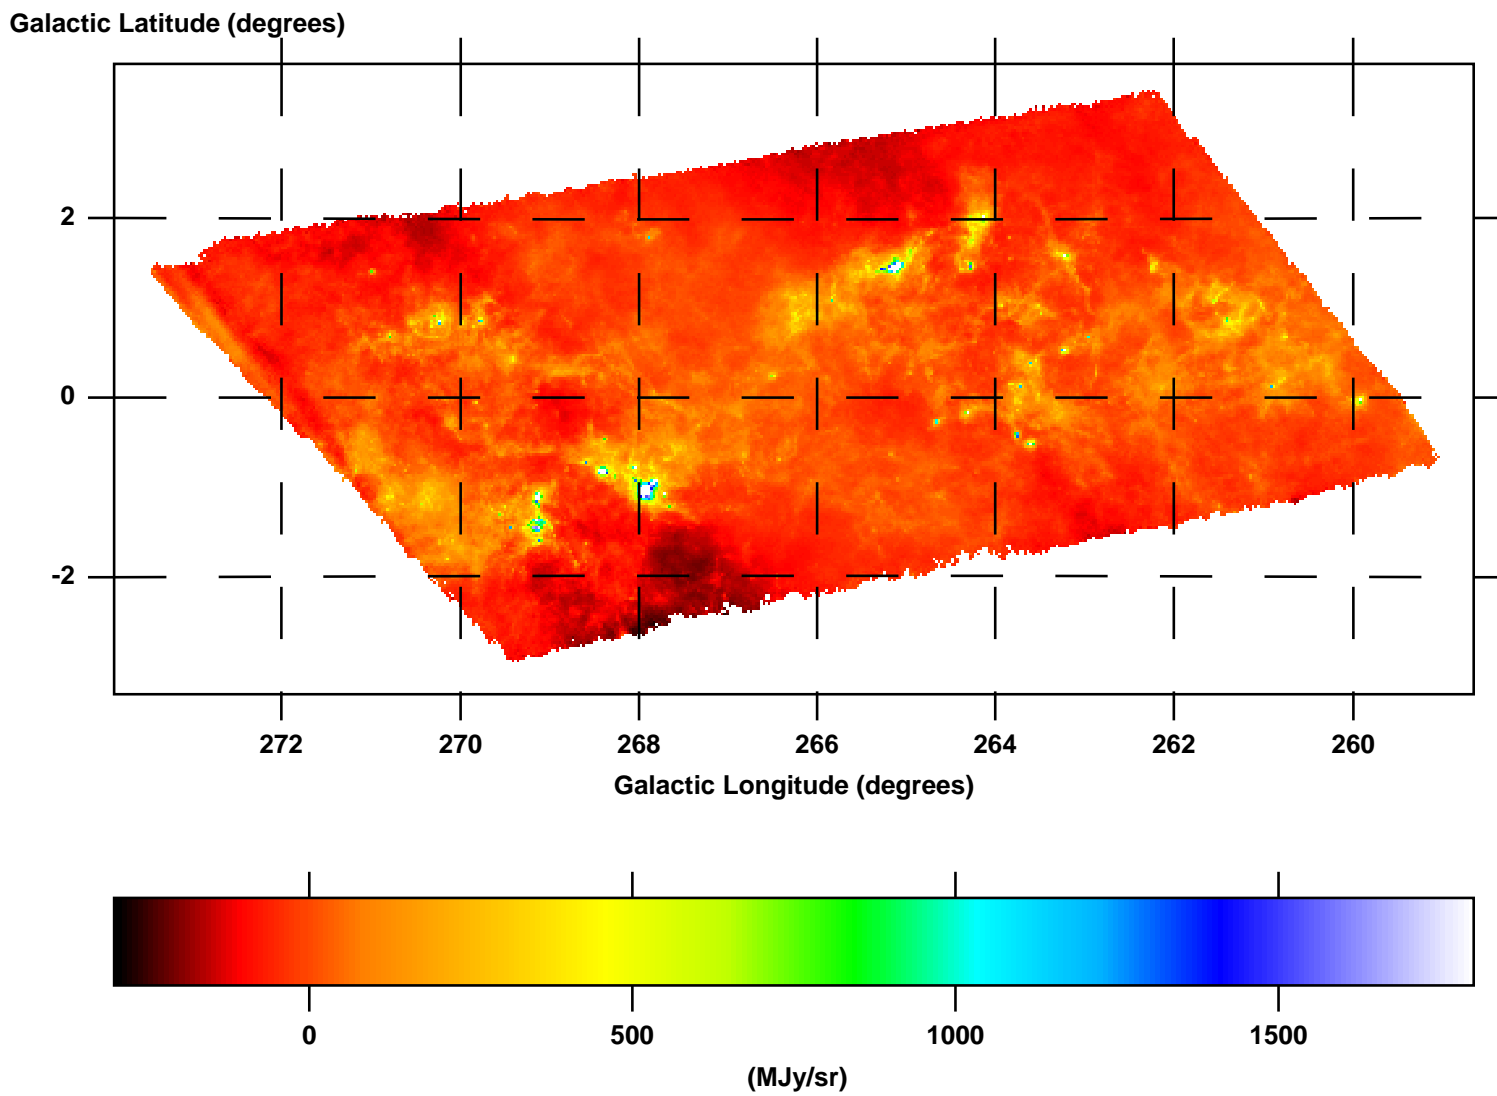 Galactic Latitude (degrees)
2
0
-2
272 270 268 266 264 262 260
Galactic Longitude (degrees)
0 500 1000 1500
(MJy/sr)